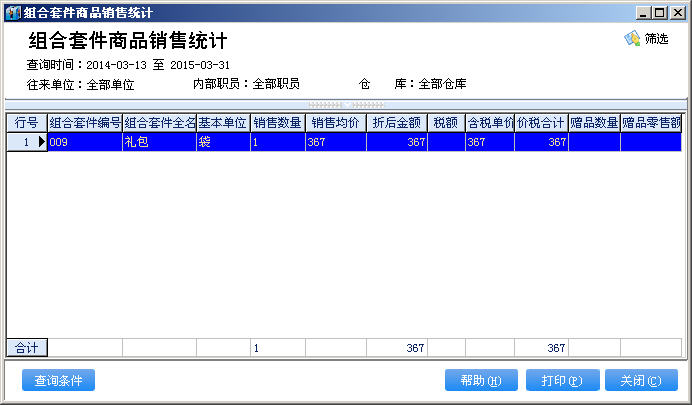 组合套件商品销售统计
组合套件商品销售统计
筛选
查询时间：2014-03-13 至 2015-03-31
往来单位：全部单位 内部职员：全部职员 仓 库：全部仓库
行号 组合套件编号 组合套件全名 基本单位 销售数量 销售均价 折后金额 税额 含税单价 价税合计 赠品数量 赠品零售额
1 009 礼包 袋 1 367 367 367 367
合计 1 367 367
查询条件 帮助(H) 打印(P) 关闭(C)